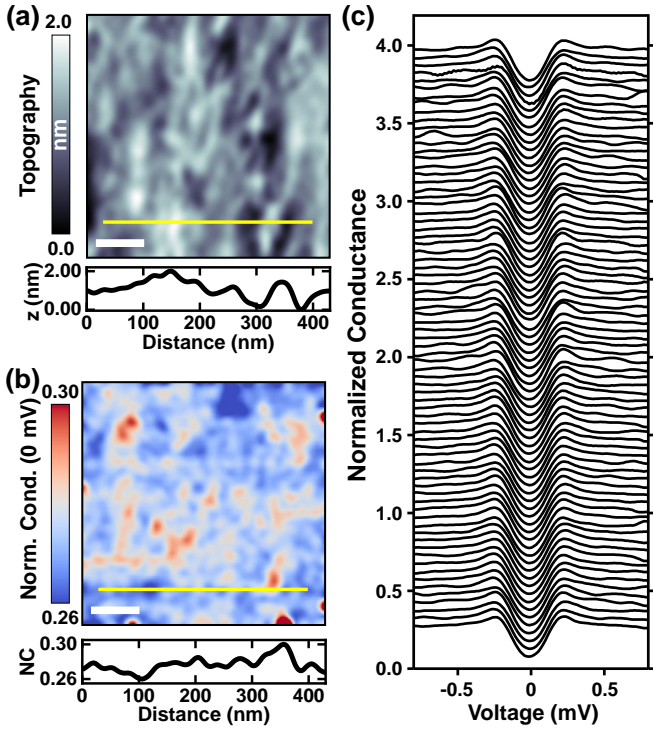 (a)
2.0
Topography
nm
0.0
z (nm)
2.00
0.00
0
100
200
300
400
Distance (nm)
(b)
0.30
Norm. Cond. (0 mV)
0.26
NC
0.30
0.26
0
100
200
300
400
Distance (nm)
(c)
Normalized Conductance
4.0
3.5
3.0
2.5
2.0
1.5
1.0
0.5
0.0
-0.5
0
0.5
Voltage (mV)